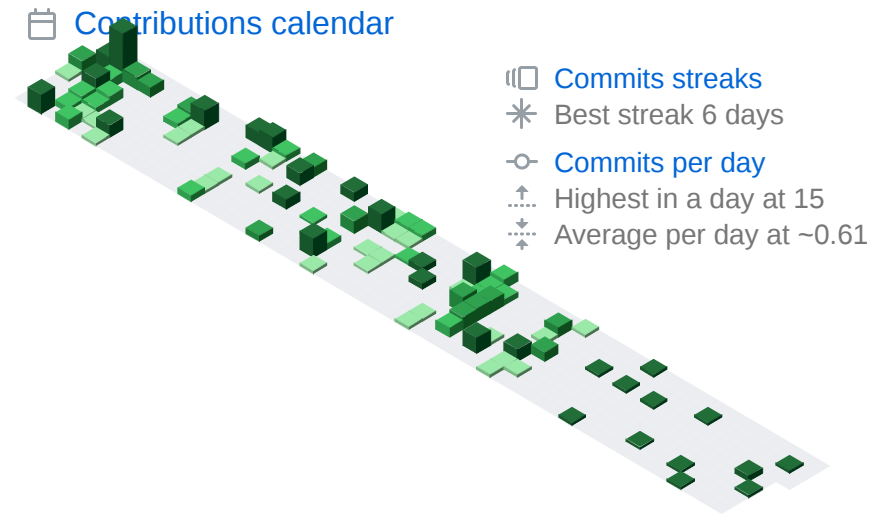 Contributions calendar
Commits streaks
Best streak 6 days
Commits per day
Highest in a day at 15
Average per day at ~0.61